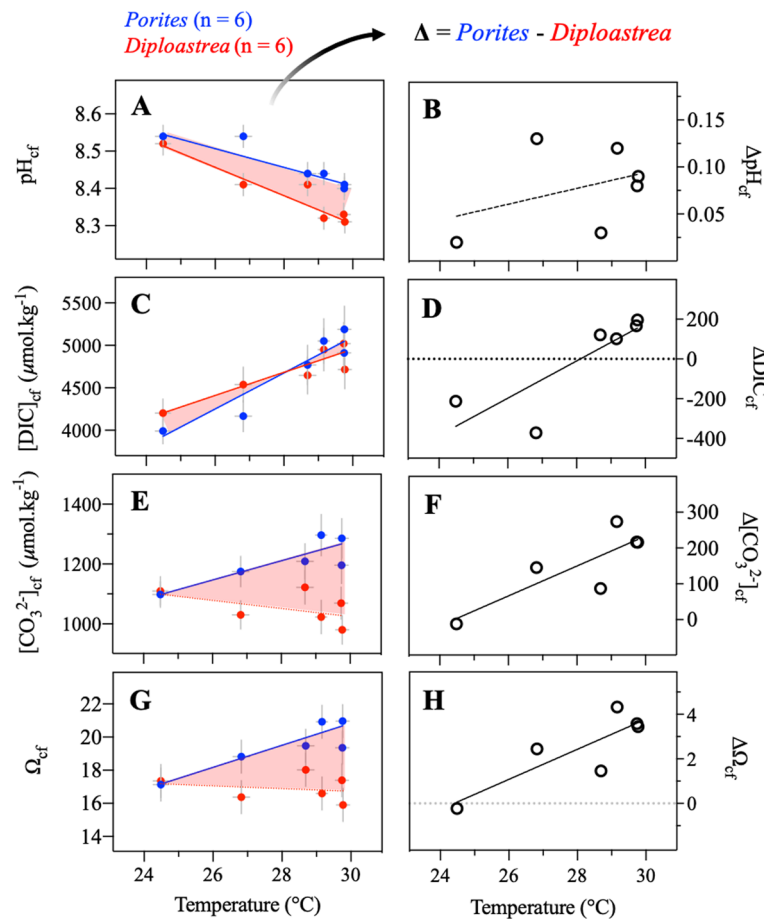 Porites (n = 6)
Diploastrea (n = 6)
Δ = Porites - Diploastrea
A
pHcf
8.6
8.5
8.4
8.3
B
ΔpHcf
0.15
0.10
0.05
C
[DIC]cf (µmol.kg-1)
5500
5000
4500
4000
D
ΔDICcf
200
0
-200
-400
E
[CO32-]cf (µmol.kg-1)
1400
1200
1000
F
Δ[CO32-]cf
300
200
100
0
G
Ωcf
22
20
18
16
14
H
ΔΩcf
4
2
0
24 26 28 30
24 26 28 30
Temperature (°C)
Temperature (°C)